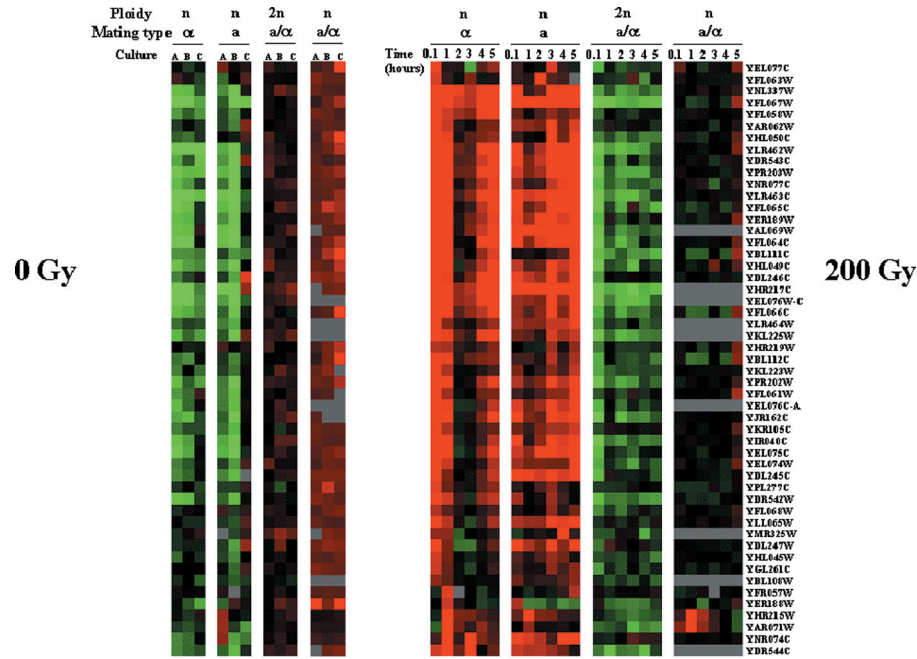 Ploidy n n 2n n n n 2n n
Mating type α a a/α a/α α a a/α a/α
Culture A B C A B C A B C A B C Time 0.1 1 2 3 4 5 0.1 1 2 3 4 5 0.1 1 2 3 4 5 0.1 1 2 3 4 5
(hours)
YEL077C
YFL063W
YNL337W
YFL067W
YFL058W
YAR062W
YHL050C
YLR462W
YDR543C
YPR203W
YNR077C
YLR463C
YFL065C
YER189W
YAL069W
YFL064C
YBL111C
0 Gy
200 Gy
YHL049C
YDL246C
YHR217C
YEL076W-C
YFL066C
YLR464W
YKL225W
YHR219W
YBL112C
YKL223W
YPR202W
YFL061W
YEL076C-A
YJR162C
YKR105C
YIR040C
YEL075C
YEL074W
YDL245C
YPL277C
YDR542W
YFL068W
YLL065W
YMR325W
YDL247W
YHL045W
YGL261C
YBL108W
YFR057W
YER188W
YHR215W
YAR071W
YNR074C
YDR544C